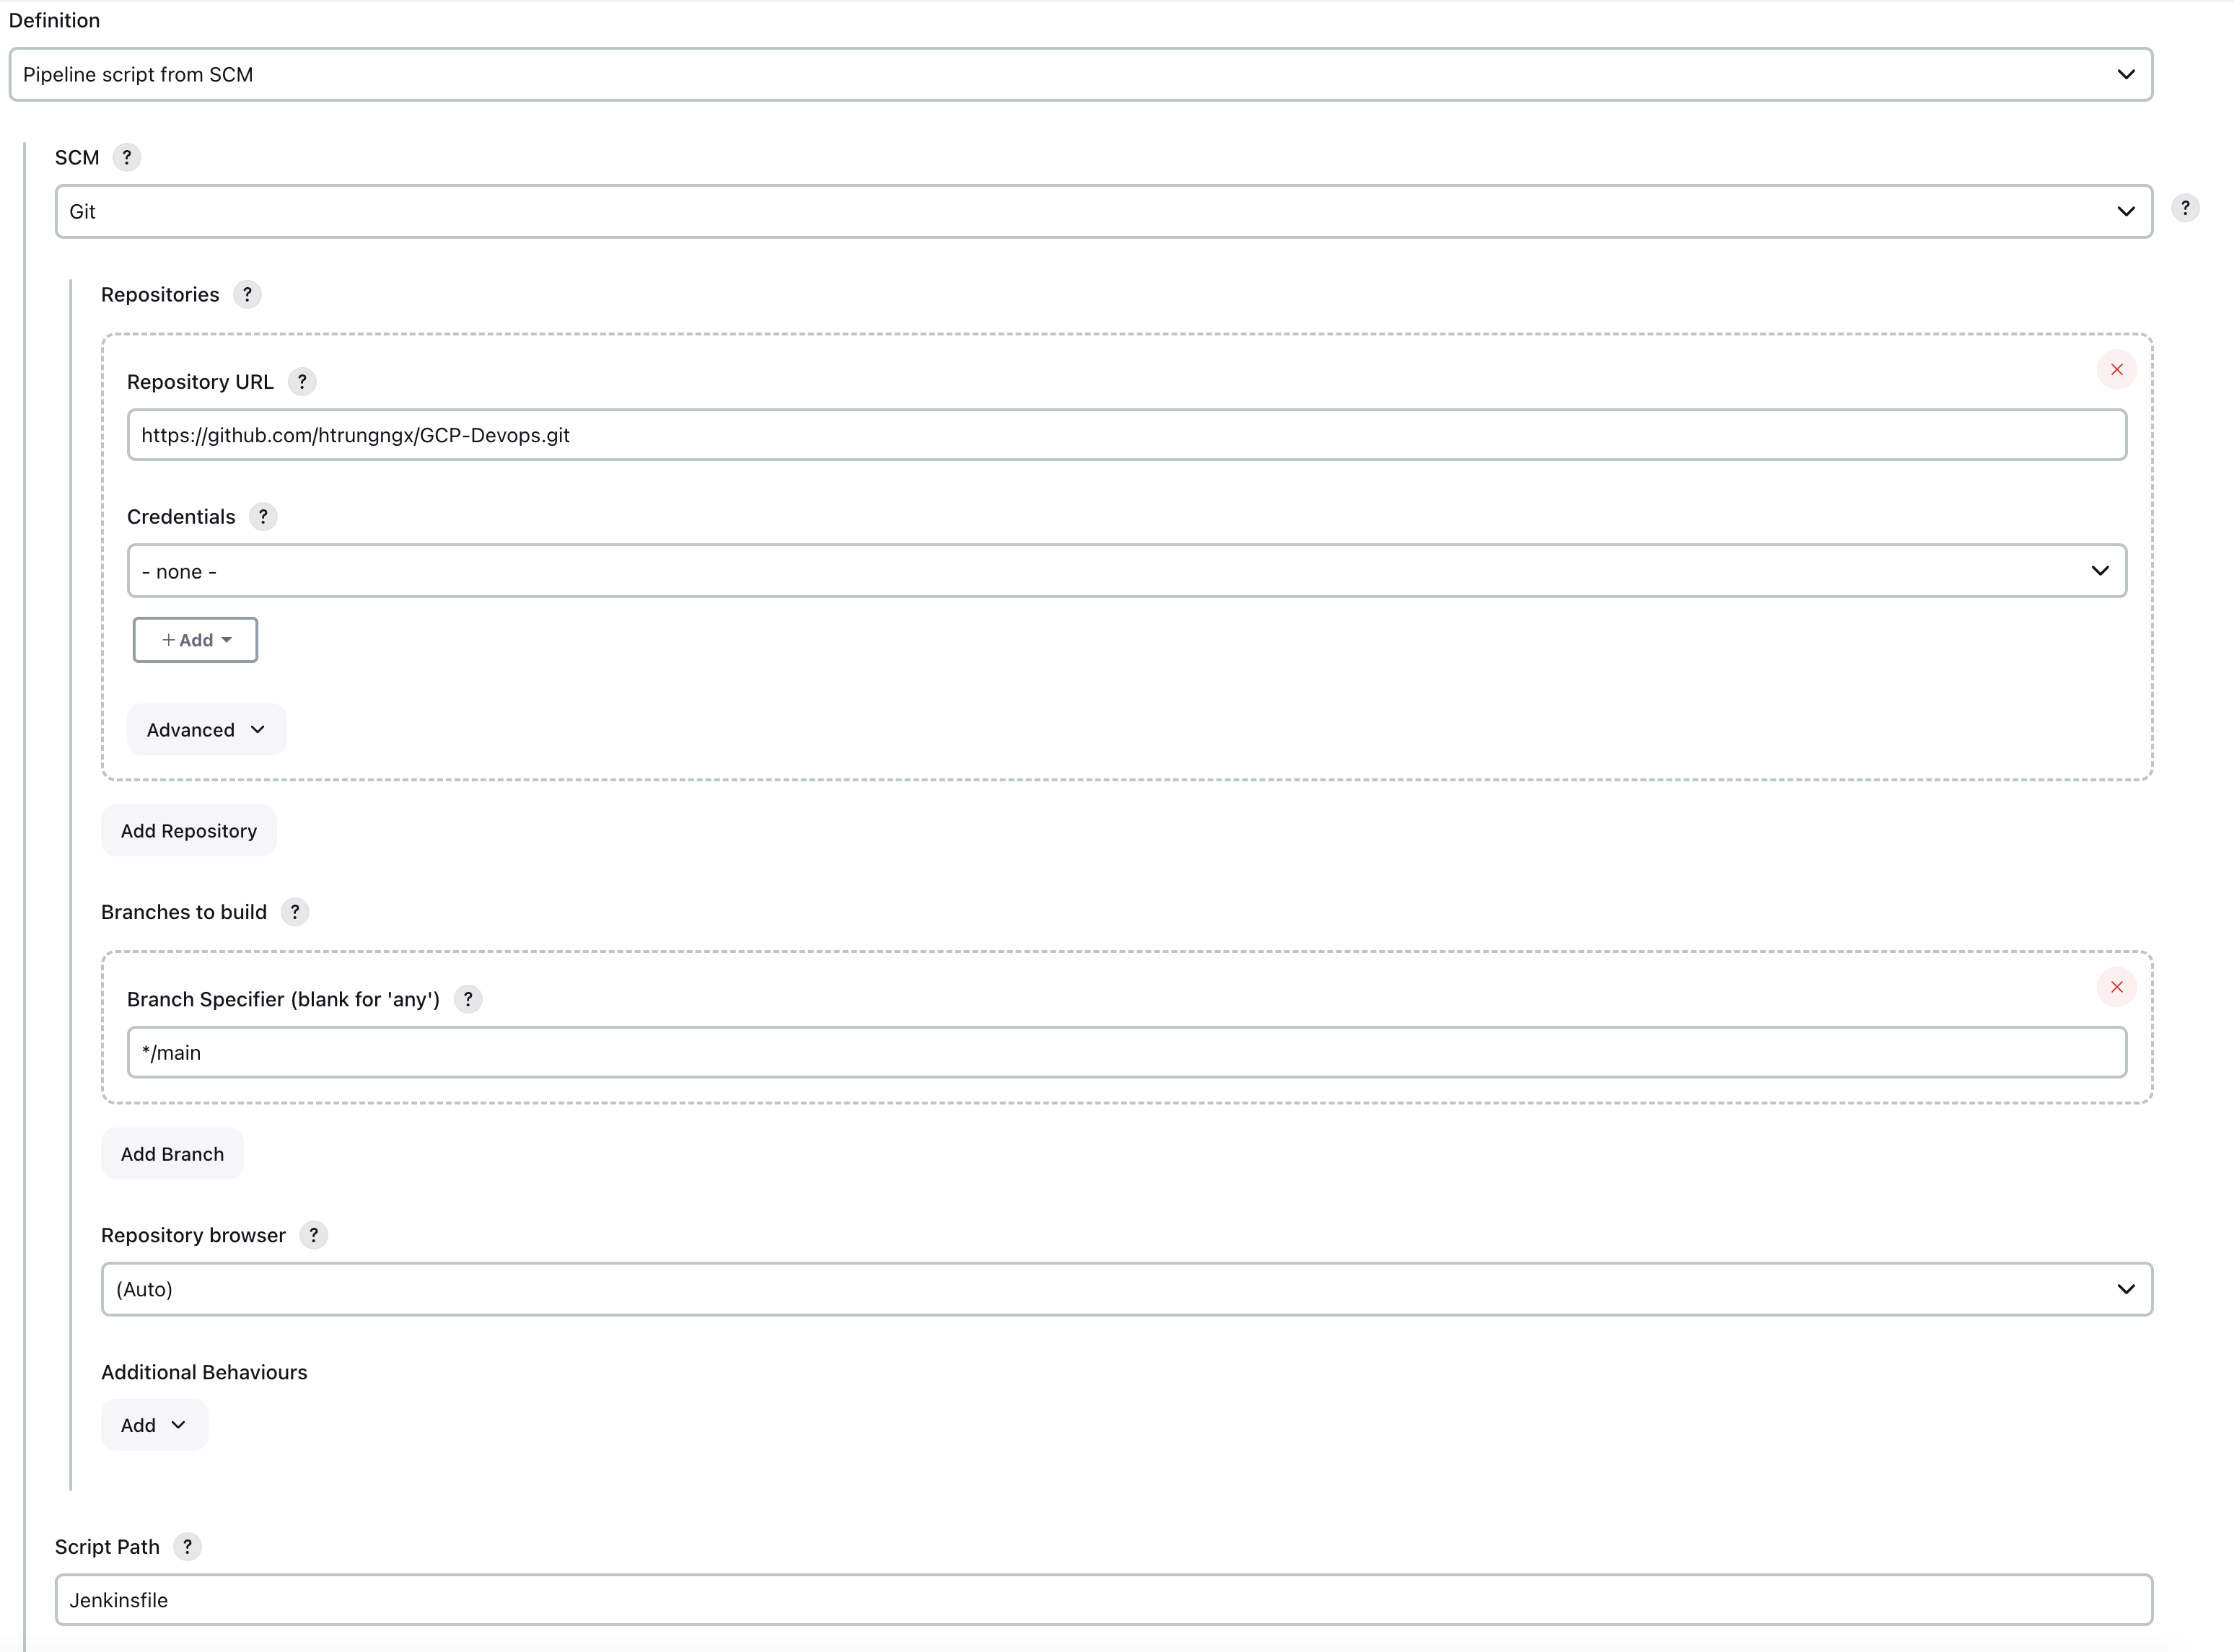 Definition
Pipeline script from SCM
SCM ?
Git
?
Repositories ?
Repository URL ?
https://github.com/htrungngx/GCP-Devops.git
Credentials ?
- none -
+ Add
Advanced
Add Repository
Branches to build ?
Branch Specifier (blank for 'any') ?
*/main
Add Branch
Repository browser ?
(Auto)
Additional Behaviours
Add
Script Path ?
Jenkinsfile